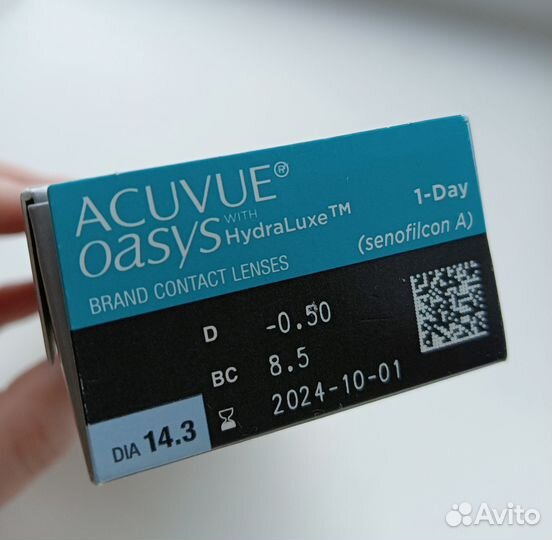 ACUVUE®
oasys WITH HydraLuxe™
BRAND CONTACT LENSES
1-Day
(senofilcon A)
D -0.50
BC 8.5
2024-10-01
DIA 14.3
Avito